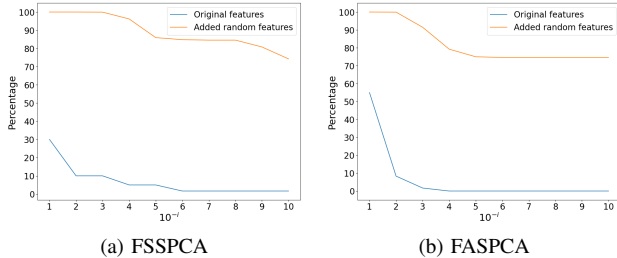 Original features
Added random features
Percentage
100
90
80
70
60
50
40
30
20
10
0
1 2 3 4 5 6 7 8 9 10
10⁻ⁱ
(a) FSSPCA
Original features
Added random features
Percentage
100
90
80
70
60
50
40
30
20
10
0
1 2 3 4 5 6 7 8 9 10
10⁻ⁱ
(b) FASPCA